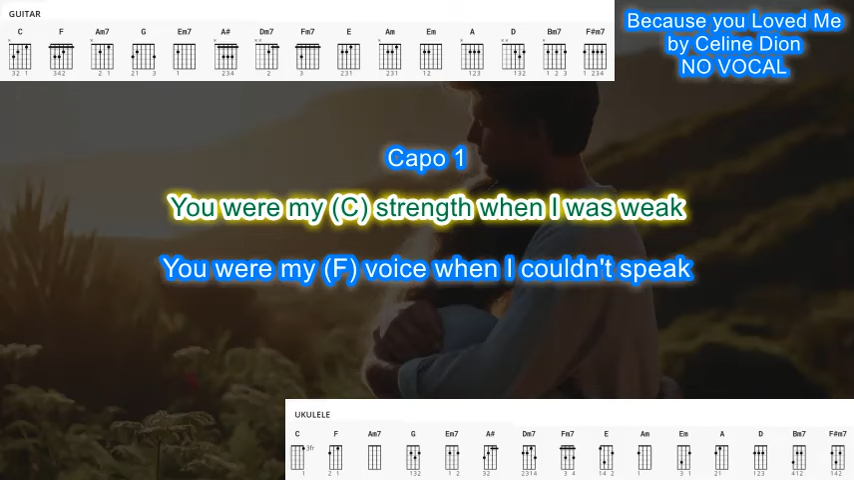 GUITAR
C F Am7 G Em7 A# Dm7 Fm7 E Am Em A D Bm7 F#m7
Because you Loved Me
by Celine Dion
NO VOCAL
Capo 1
You were my (C) strength when I was weak
You were my (F) voice when I couldn't speak
UKULELE
C F Am7 G Em7 A# Dm7 Fm7 E Am Em A D Bm7 F#m7
3fr